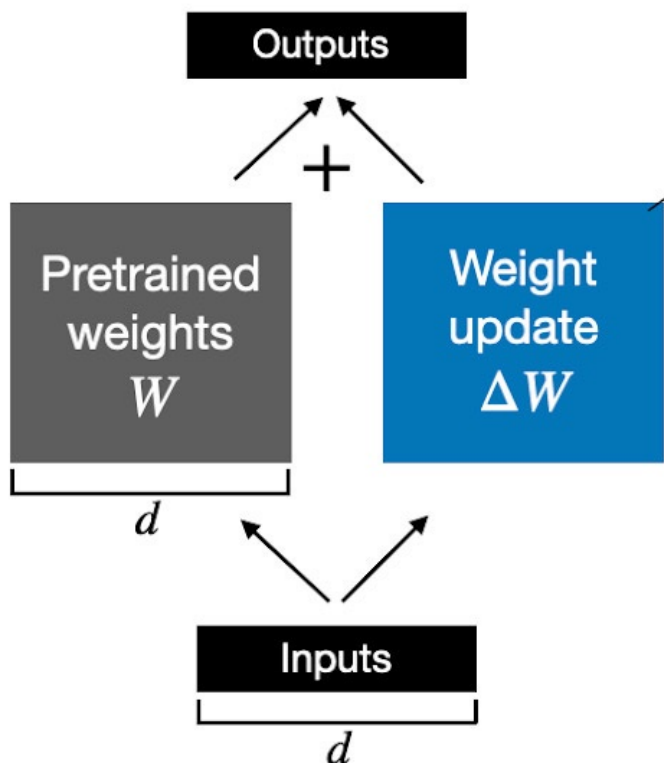 Outputs
+
Pretrained
weights
W
Weight
update
ΔW
d
Inputs
d